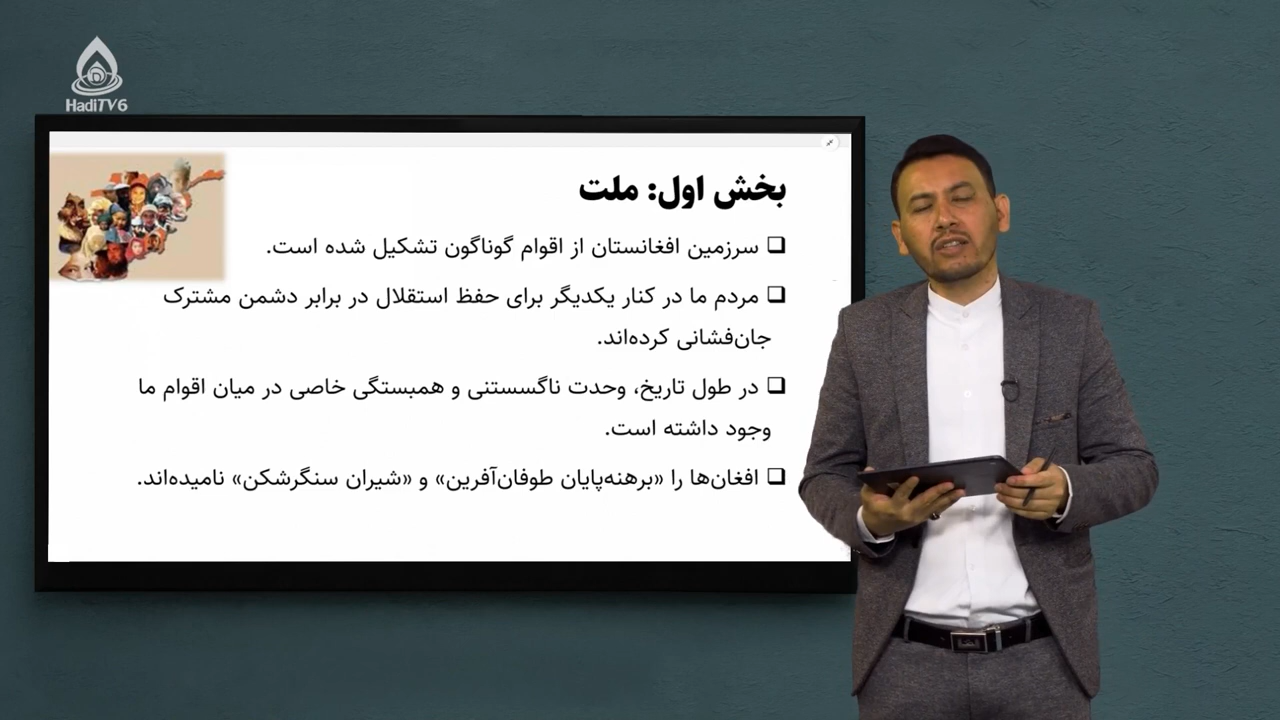 HadiTV6
بخش اول: ملت
❑ سرزمین افغانستان از اقوام گوناگون تشکیل شده است.
❑ مردم ما در کنار یکدیگر برای حفظ استقلال در برابر دشمن مشترک
جان‌فشانی کرده‌اند.
❑ در طول تاریخ، وحدت ناگسستنی و همبستگی خاصی در میان اقوام ما
وجود داشته است.
❑ افغان‌ها را «برهنه‌پایان طوفان‌آفرین» و «شیران سنگرشکن» نامیده‌اند.